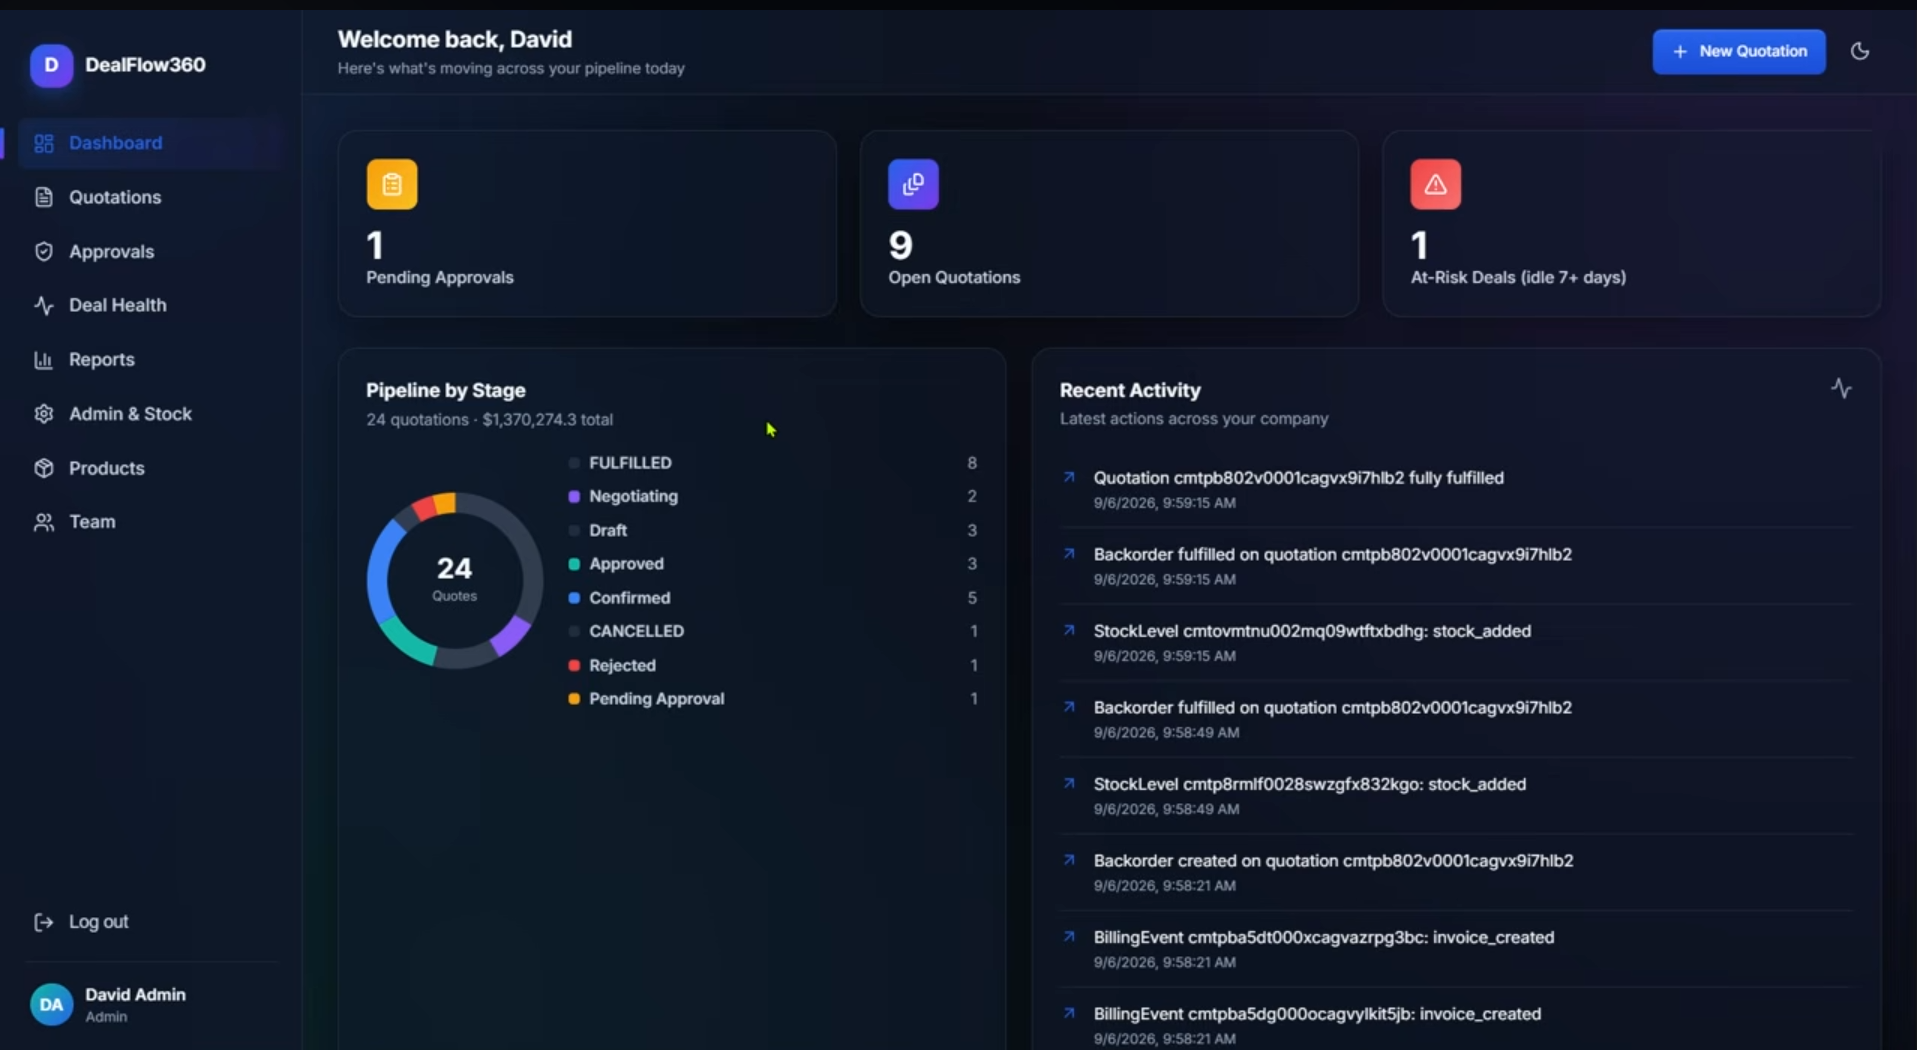 D
DealFlow360
Dashboard
Quotations
Approvals
Deal Health
Reports
Admin & Stock
Products
Team
Log out
DA
David Admin
Admin
Welcome back, David
Here's what's moving across your pipeline today
+ New Quotation
1
Pending Approvals
9
Open Quotations
1
At-Risk Deals (idle 7+ days)
Pipeline by Stage
24 quotations · $1,370,274.3 total
24
Quotes
FULFILLED 8
Negotiating 2
Draft 3
Approved 3
Confirmed 5
CANCELLED 1
Rejected 1
Pending Approval 1
Recent Activity
Latest actions across your company
Quotation cmtpb802v0001cagvx9i7hlb2 fully fulfilled
9/6/2026, 9:59:15 AM
Backorder fulfilled on quotation cmtpb802v0001cagvx9i7hlb2
9/6/2026, 9:59:15 AM
StockLevel cmtovmtnu002mq09wtftxbdhg: stock_added
9/6/2026, 9:59:15 AM
Backorder fulfilled on quotation cmtpb802v0001cagvx9i7hlb2
9/6/2026, 9:58:49 AM
StockLevel cmtp8rmlf0028swzgfx832kgo: stock_added
9/6/2026, 9:58:49 AM
Backorder created on quotation cmtpb802v0001cagvx9i7hlb2
9/6/2026, 9:58:21 AM
BillingEvent cmtpba5dt000xcagvazrpg3bc: invoice_created
9/6/2026, 9:58:21 AM
BillingEvent cmtpba5dg000ocagvylkit5jb: invoice_created
9/6/2026, 9:58:21 AM